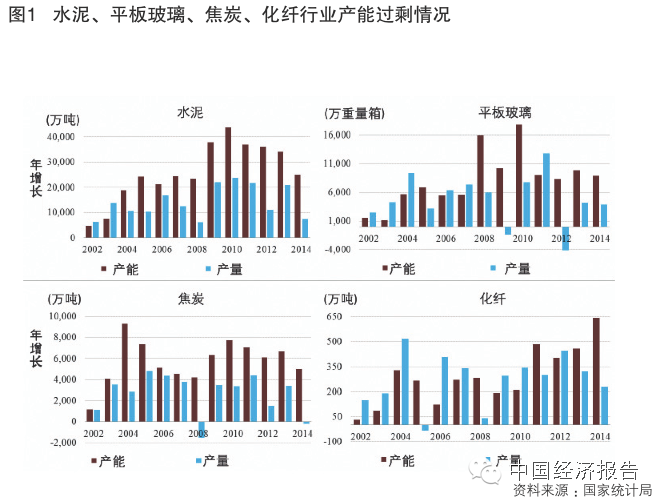 图1 水泥、平板玻璃、焦炭、化纤行业产能过剩情况
(万吨) 水泥
年增长
40,000
30,000
20,000
10,000
0
2002 2004 2006 2008 2010 2012 2014
产能 产量
(万重量箱) 平板玻璃
16,000
11,000
6,000
1,000
-4,000
2002 2004 2006 2008 2010 2012 2014
产能 产量
(万吨) 焦炭
年增长
10,000
8,000
6,000
4,000
2,000
0
-2,000
2002 2004 2006 2008 2010 2012 2014
产能 产量
(万吨) 化纤
650
500
350
200
50
-100
2002 2004 2006 2008 2010 2012 2014
产能 产量
中国经济报告
资料来源：国家统计局